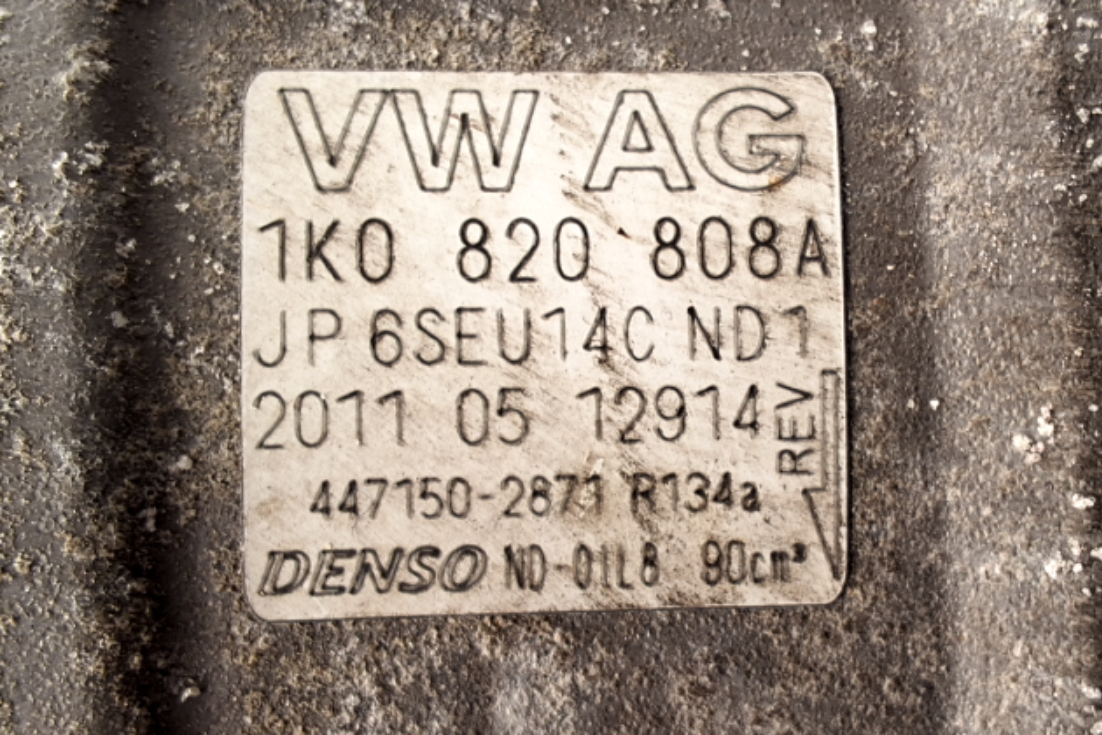 VW AG
1K0 820 808A
JP 6SEU14C ND1
2011 05 12914
REV
447150-2871 R134a
DENSO ND-OIL8 90cm³